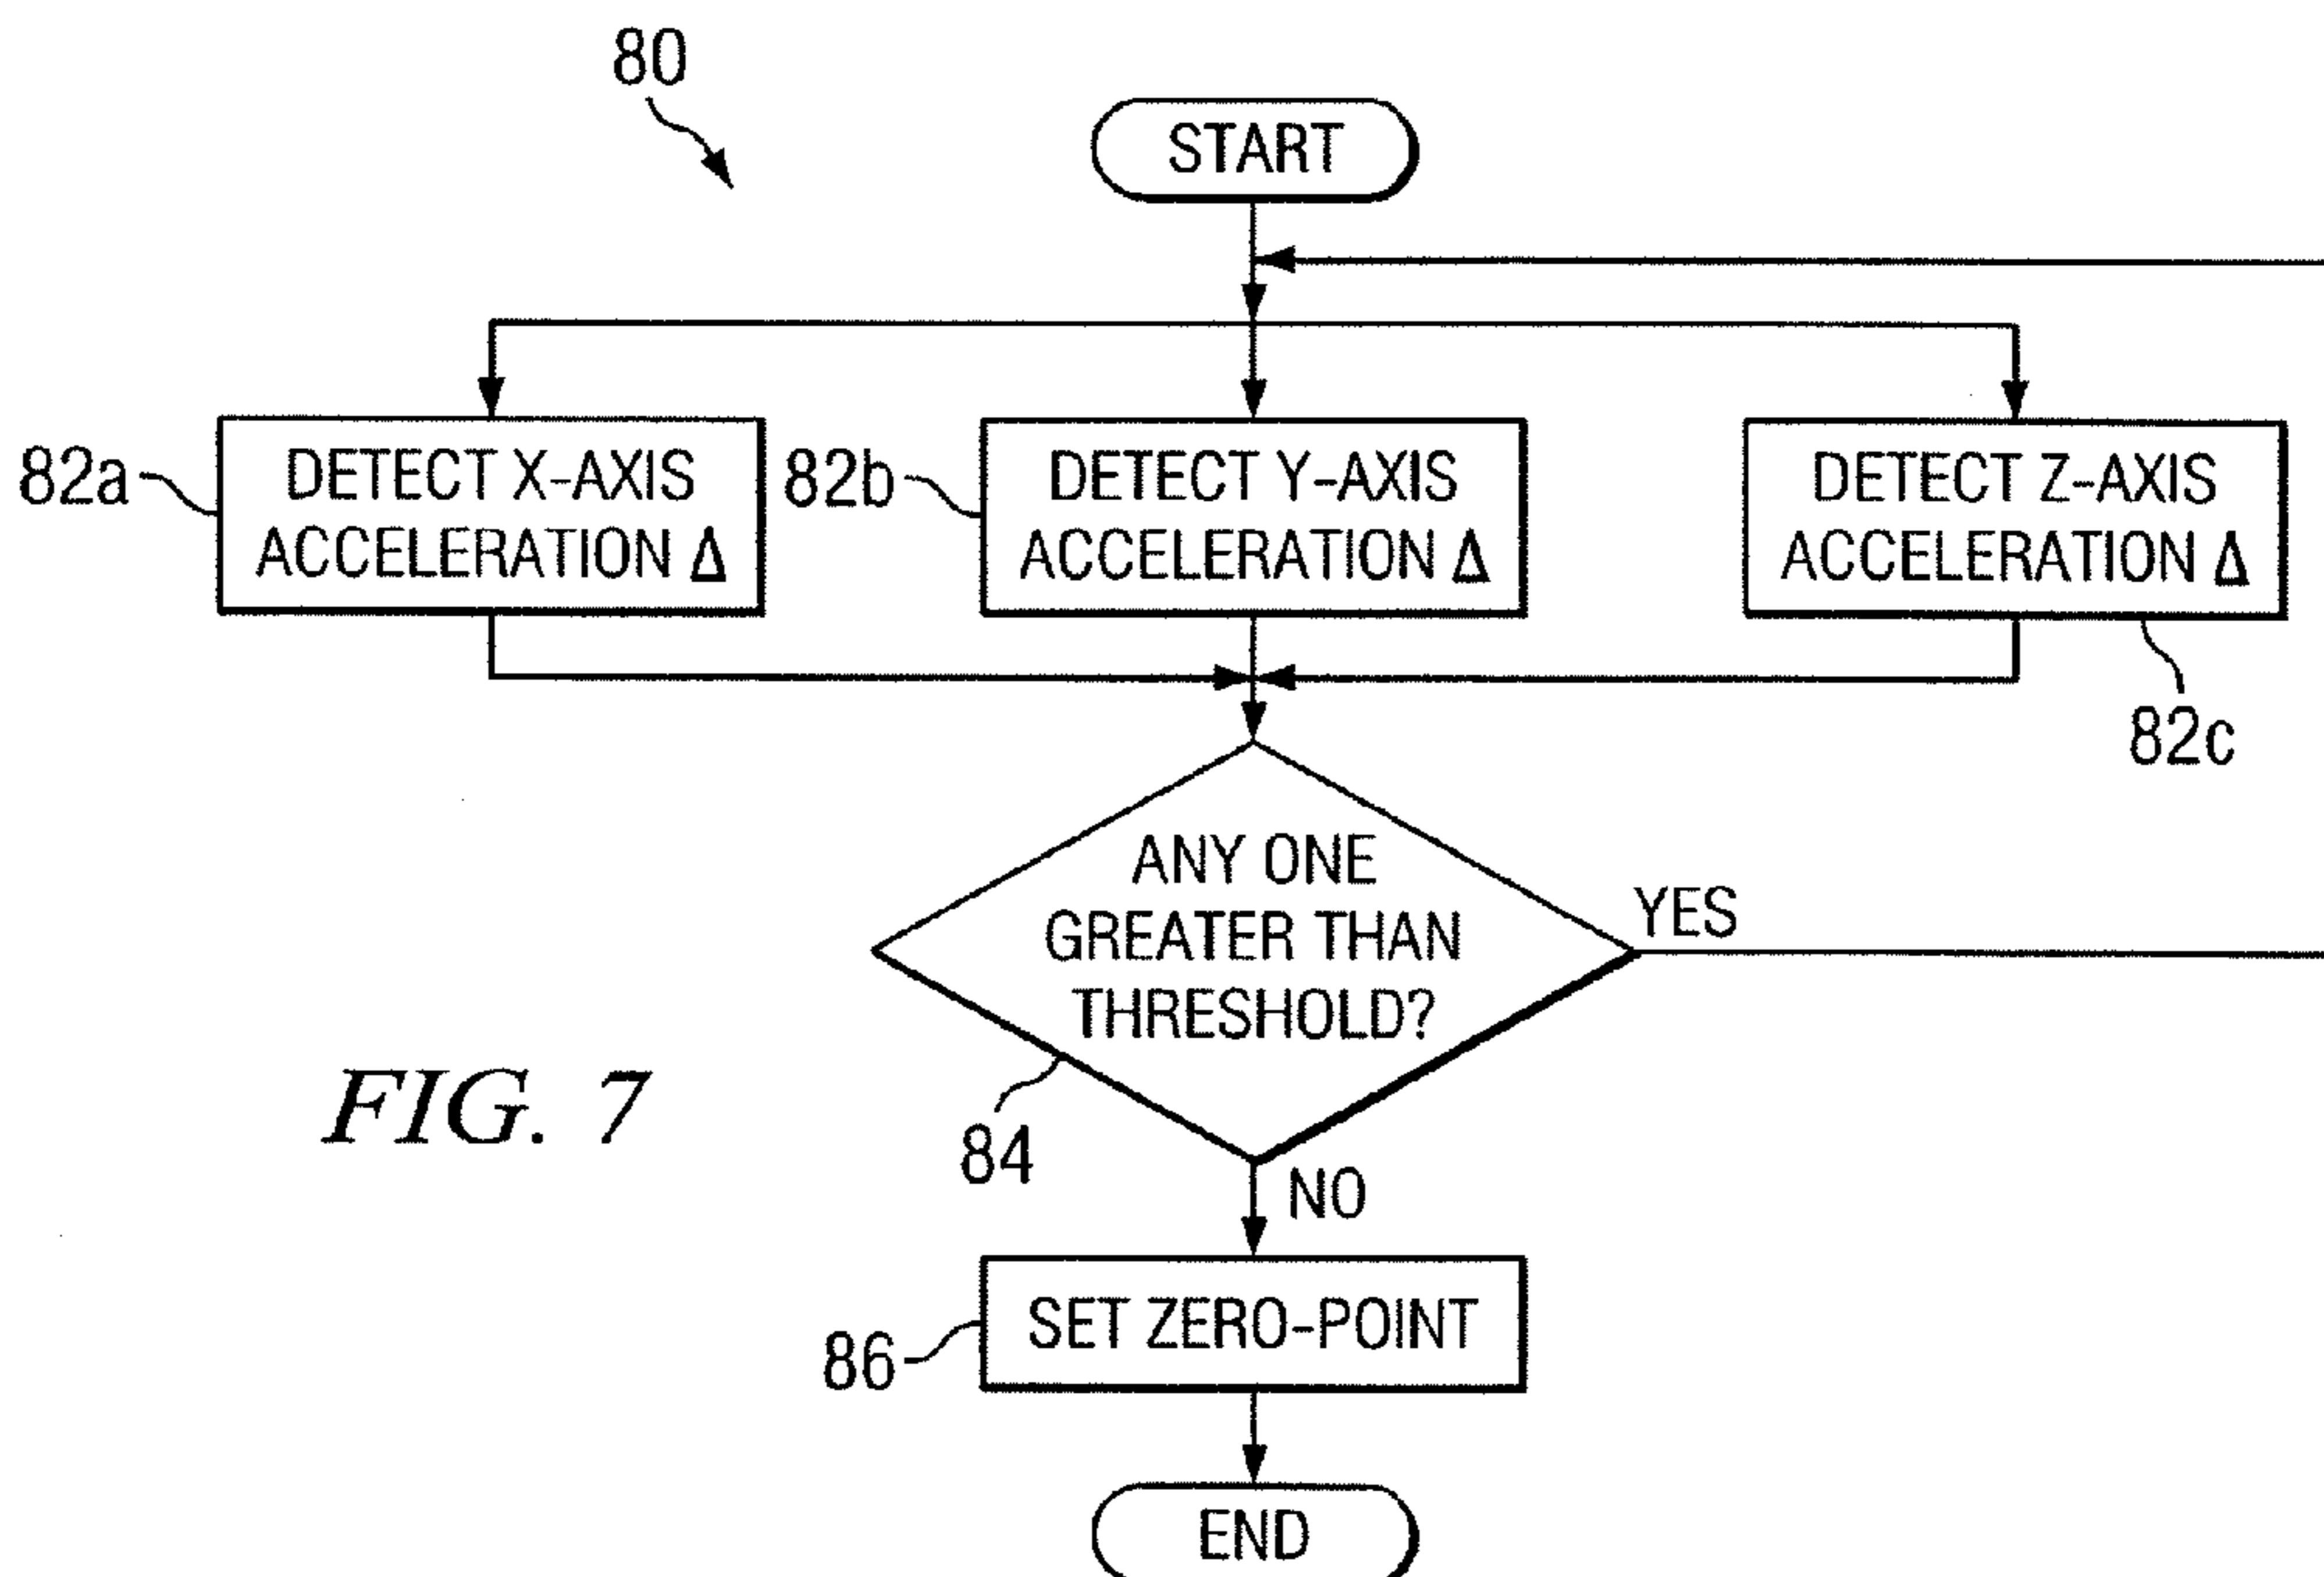 80
START
82a
DETECT X-AXIS
ACCELERATION Δ
82b
DETECT Y-AXIS
ACCELERATION Δ
DETECT Z-AXIS
ACCELERATION Δ
82c
ANY ONE
GREATER THAN
THRESHOLD?
YES
84
NO
FIG. 7
86
SET ZERO-POINT
END